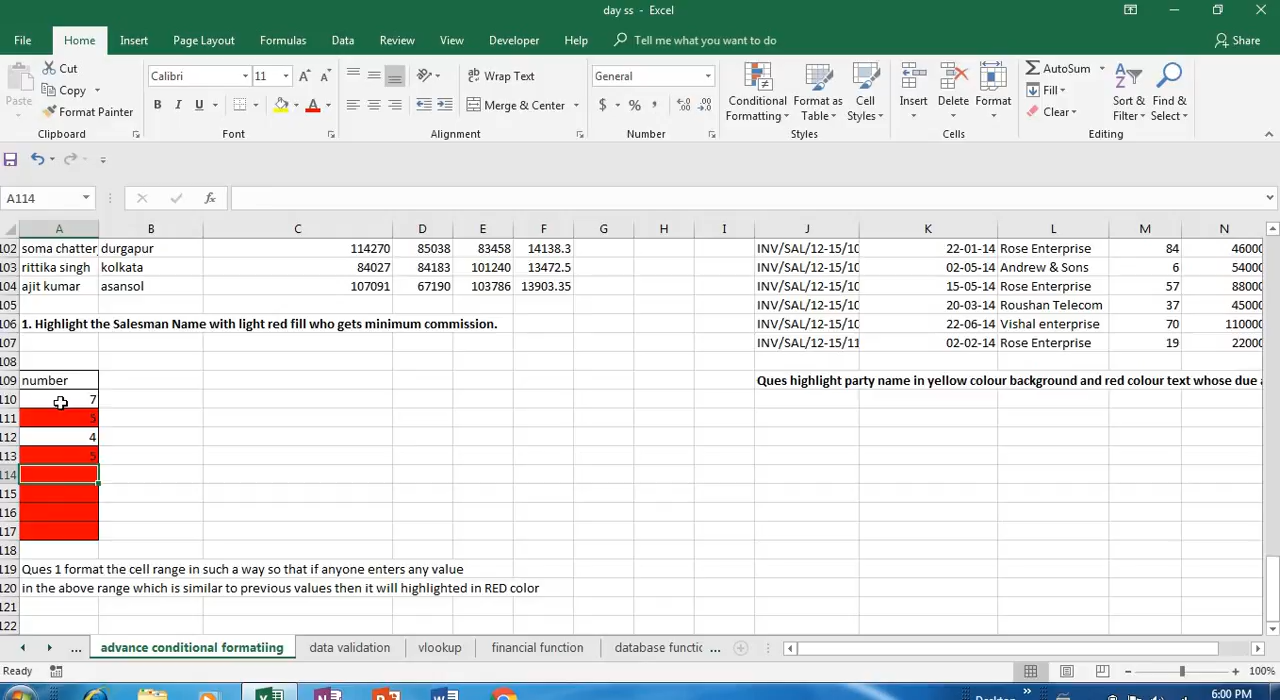 day ss - Excel
File Home Insert Page Layout Formulas Data Review View Developer Help Tell me what you want to do Share
Paste Cut Copy Format Painter
Calibri 11 A A B I U A
Wrap Text Merge & Center
General $ % ,
Conditional Formatting Format as Table Cell Styles
Insert Delete Format
AutoSum Fill Clear Sort & Filter Find & Select
Clipboard Font Alignment Number Styles Cells Editing
A114 fx
A B C D E F G H I J K L M N
102 soma chatter durgapur 114270 85038 83458 14138.3 INV/SAL/12-15/10 22-01-14 Rose Enterprise 84 46000
103 rittika singh kolkata 84027 84183 101240 13472.5 INV/SAL/12-15/10 02-05-14 Andrew & Sons 6 54000
104 ajit kumar asansol 107091 67190 103786 13903.35 INV/SAL/12-15/10 15-05-14 Rose Enterprise 57 88000
105 INV/SAL/12-15/10 20-03-14 Roushan Telecom 37 45000
106 1. Highlight the Salesman Name with light red fill who gets minimum commission. INV/SAL/12-15/10 22-06-14 Vishal enterprise 70 110000
107 INV/SAL/12-15/11 02-02-14 Rose Enterprise 19 22000
108
109 number Ques highlight party name in yellow colour background and red colour text whose due a
110 7
111 5
112 4
113 5
114
115
116
117
118
119 Ques 1 format the cell range in such a way so that if anyone enters any value
120 in the above range which is similar to previous values then it will highlighted in RED color
121
122
... advance conditional formatiing data validation vlookup financial function database functic ...
Ready 100%
Desktop » 6:00 PM